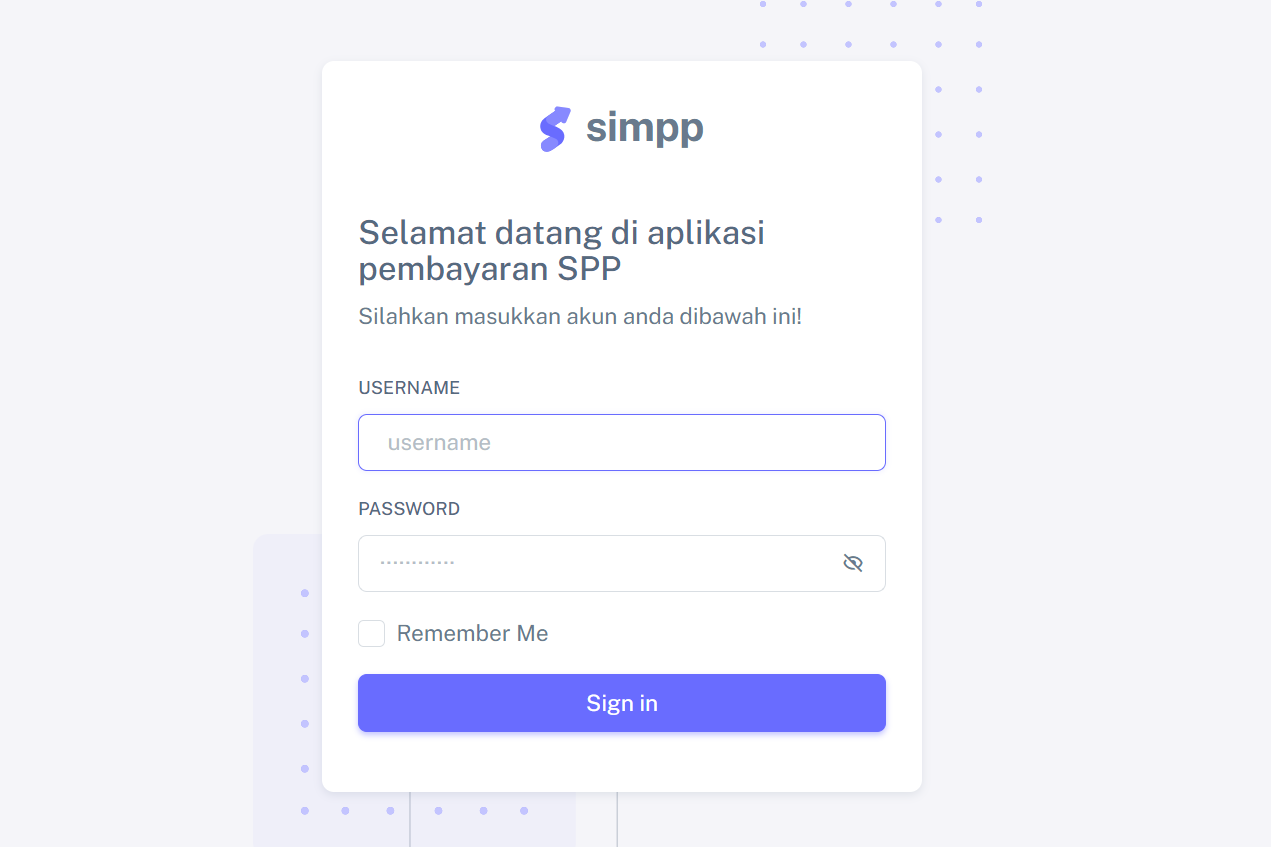 simpp
Selamat datang di aplikasi
pembayaran SPP
Silahkan masukkan akun anda dibawah ini!
USERNAME
username
PASSWORD
············
Remember Me
Sign in